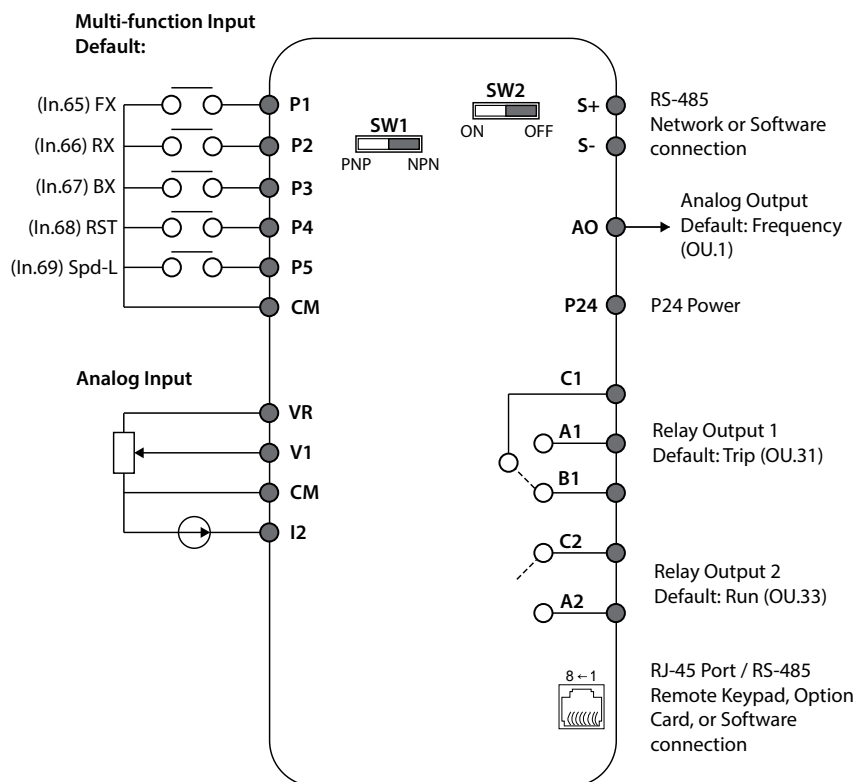 Multi-function Input
Default:
(In.65) FX
P1
(In.66) RX
P2
(In.67) BX
P3
(In.68) RST
P4
(In.69) Spd-L
P5
CM
SW1
PNP NPN
SW2
ON OFF
S+
S-
RS-485
Network or Software
connection
AO
Analog Output
Default: Frequency
(OU.1)
P24
P24 Power
Analog Input
VR
V1
CM
I2
C1
A1
B1
Relay Output 1
Default: Trip (OU.31)
C2
A2
Relay Output 2
Default: Run (OU.33)
8←1
RJ-45 Port / RS-485
Remote Keypad, Option
Card, or Software
connection